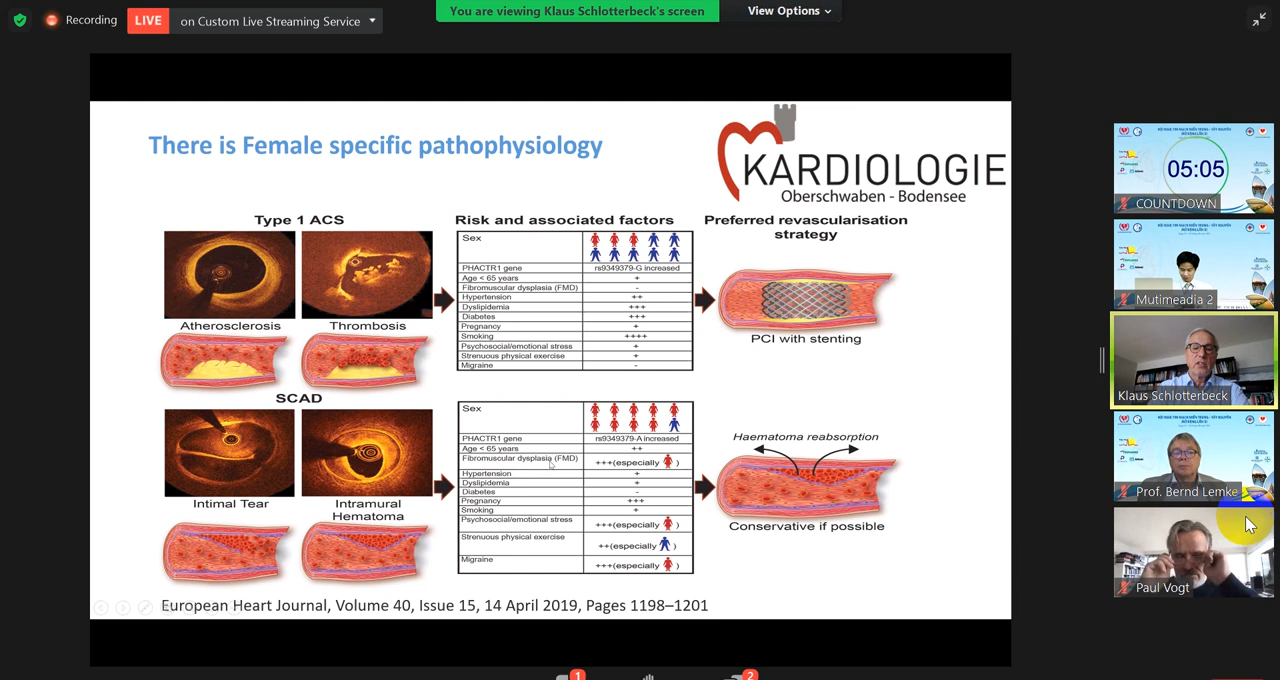 Recording
LIVE
on Custom Live Streaming Service
You are viewing Klaus Schlotterbeck's screen
View Options
There is Female specific pathophysiology
KARDIOLOGIE
Oberschwaben - Bodensee
Type 1 ACS
Risk and associated factors
Preferred revascularisation
strategy
Atherosclerosis
Thrombosis
Sex
PHACTR1 gene rs9349379-G increased
Age < 65 years +
Fibromuscular dysplasia (FMD) -
Hypertension ++
Dyslipidemia +++
Diabetes +++
Pregnancy +
Smoking ++++
Psychosocial/emotional stress +
Strenuous physical exercise +
Migraine -
PCI with stenting
SCAD
Intimal Tear
Intramural
Hematoma
Sex
PHACTR1 gene rs9349379-A increased
Age < 65 years ++
Fibromuscular dysplasia (FMD) +++(especially )
Hypertension +
Dyslipidemia +
Diabetes -
Pregnancy +++
Smoking +
Psychosocial/emotional stress +++(especially )
Strenuous physical exercise ++(especially )
Migraine +++(especially )
Haematoma reabsorption
Conservative if possible
European Heart Journal, Volume 40, Issue 15, 14 April 2019, Pages 1198–1201
05:05
COUNTDOWN
Mutimeadia 2
Klaus Schlotterbeck
Prof. Bernd Lemke
Paul Vogt
1
2